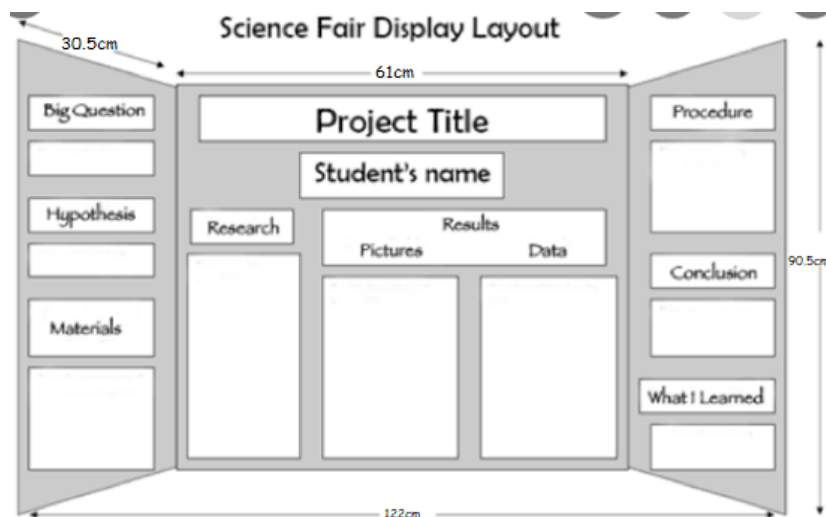 Science Fair Display Layout
30.5cm
61cm
Big Question
Hypothesis
Materials
Project Title
Student's name
Research
Results
Pictures Data
Procedure
Conclusion
What I Learned
90.5cm
122cm